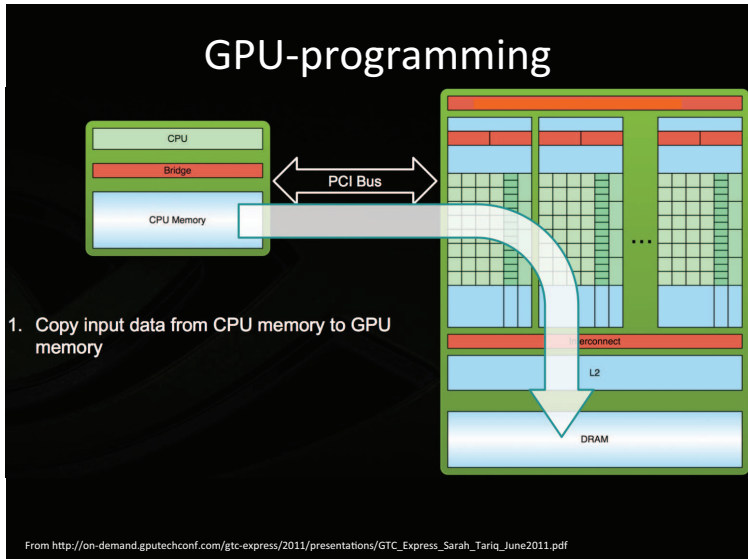 GPU-programming
CPU
Bridge
CPU Memory
PCI Bus
...
1. Copy input data from CPU memory to GPU
memory
Interconnect
L2
DRAM
From http://on-demand.gputechconf.com/gtc-express/2011/presentations/GTC_Express_Sarah_Tariq_June2011.pdf